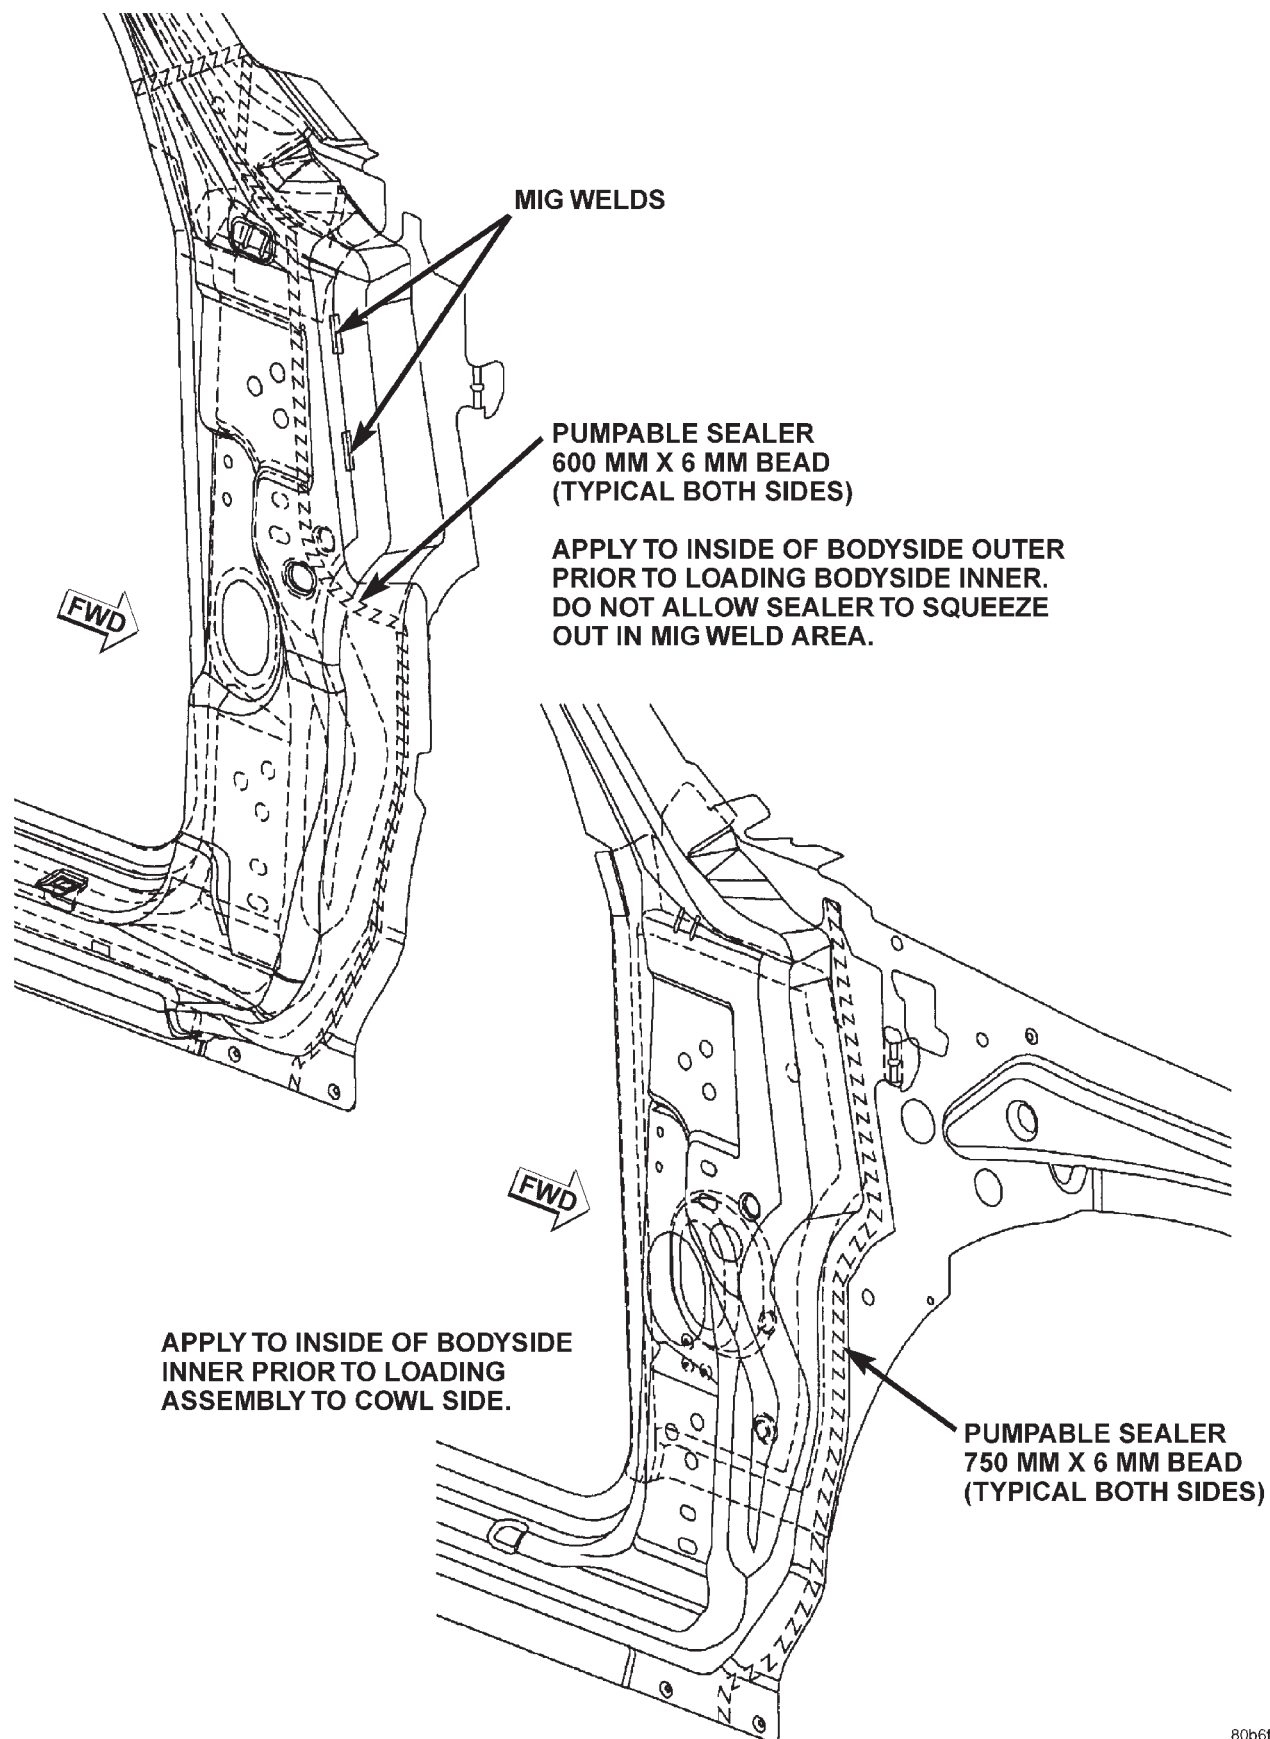 MIG WELDS
PUMPABLE SEALER
600 MM X 6 MM BEAD
(TYPICAL BOTH SIDES)
APPLY TO INSIDE OF BODYSIDE OUTER
PRIOR TO LOADING BODYSIDE INNER.
DO NOT ALLOW SEALER TO SQUEEZE
OUT IN MIG WELD AREA.
FWD
FWD
APPLY TO INSIDE OF BODYSIDE
INNER PRIOR TO LOADING
ASSEMBLY TO COWL SIDE.
PUMPABLE SEALER
750 MM X 6 MM BEAD
(TYPICAL BOTH SIDES)